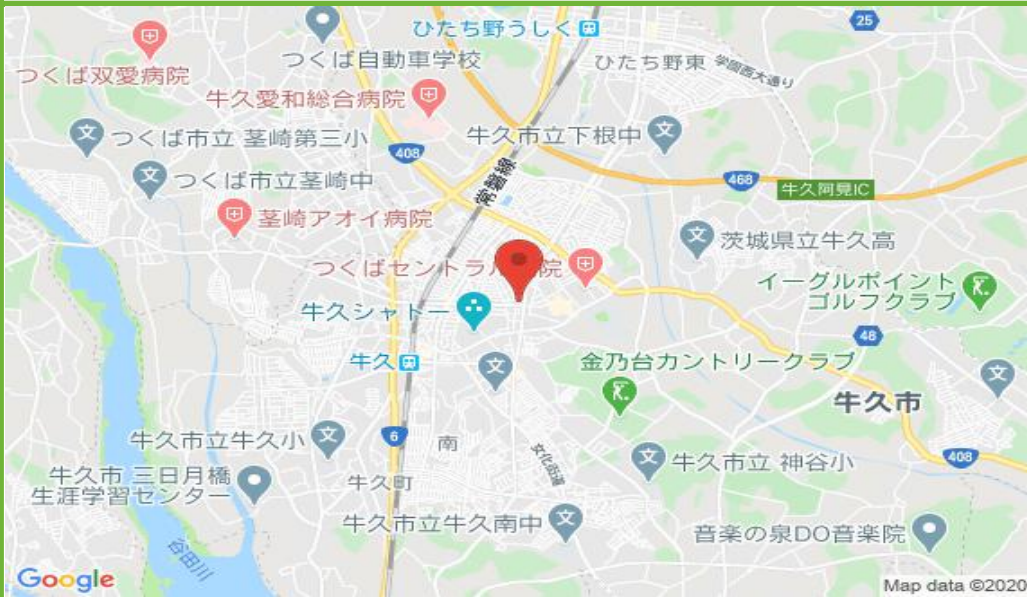 ひたち野うしく
25
つくば自動車学校
ひたち野東
学園西大通り
つくば双愛病院
牛久愛和総合病院
つくば市立 茎崎第三小
牛久市立下根中
408
常磐線
つくば市立茎崎中
468
牛久阿見IC
茎崎アオイ病院
茨城県立牛久高
つくばセントラル
院
イーグルポイント
ゴルフクラブ
牛久シャトー
48
牛久
金乃台カントリークラブ
牛久市
6
牛久市立牛久小
南
女化街道
408
牛久市立 神谷小
牛久市 三日月橋
生涯学習センター
牛久町
牛久市立牛久南中
音楽の泉DO音楽院
谷田川
Google
Map data ©2020